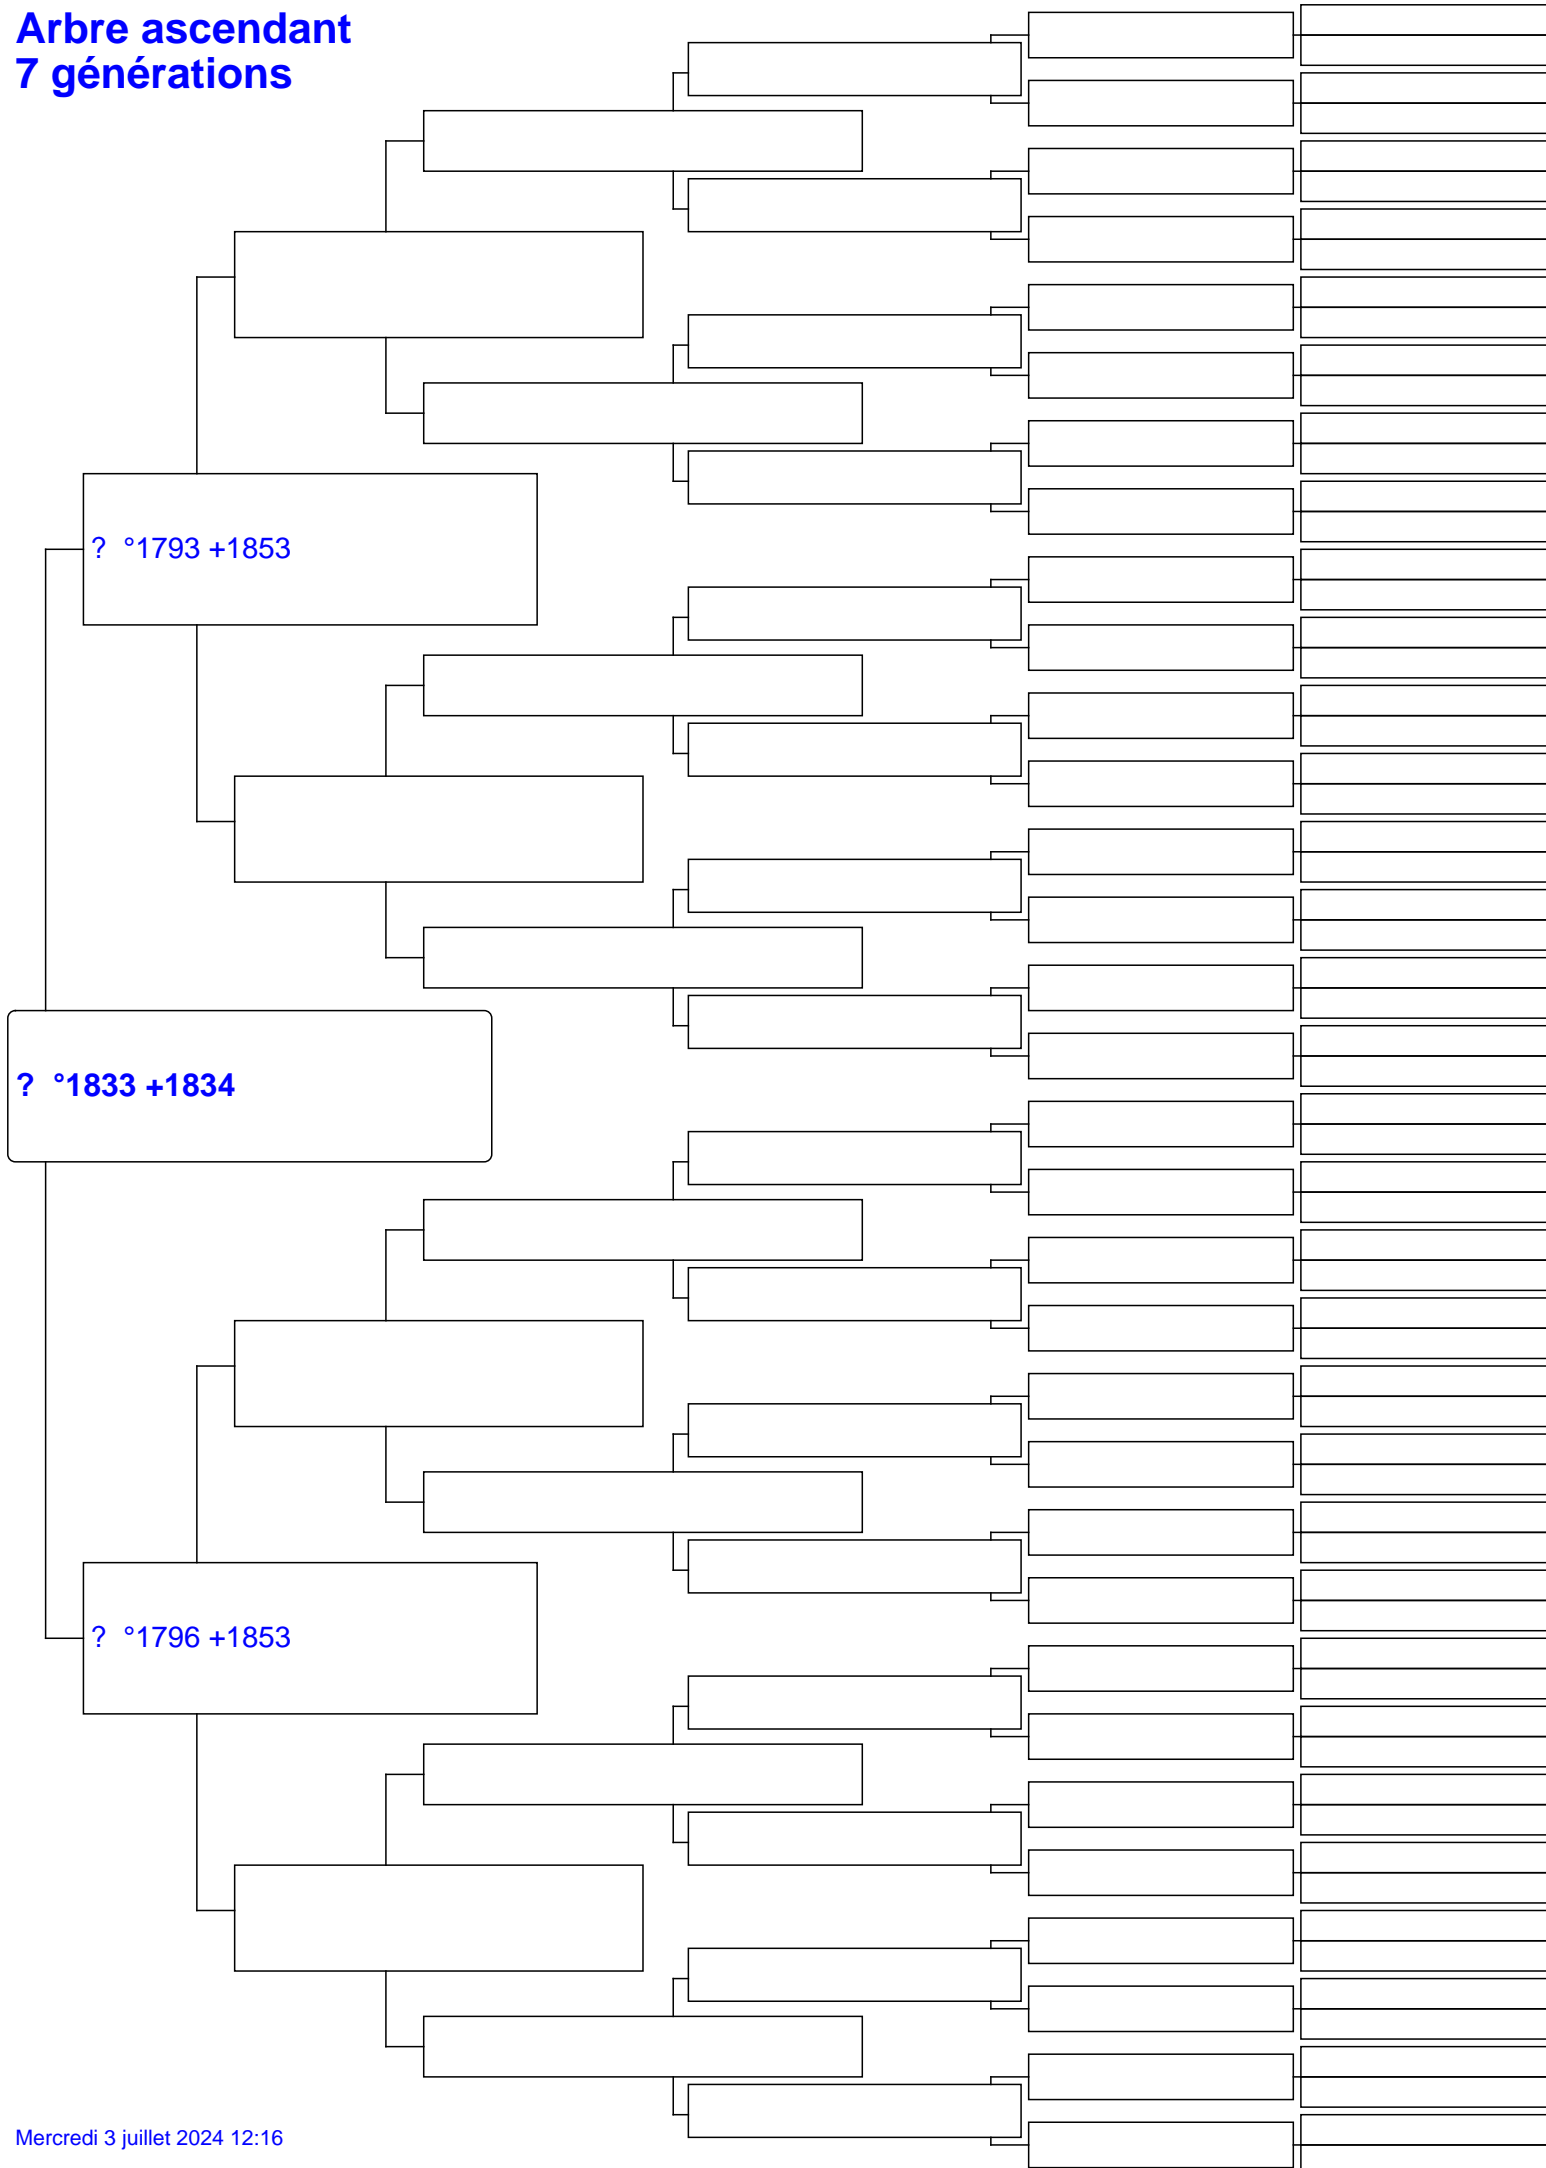 Arbre ascendant
7 générations
? °1793 +1853
? °1833 +1834
? °1796 +1853
Mercredi 3 juillet 2024 12:16